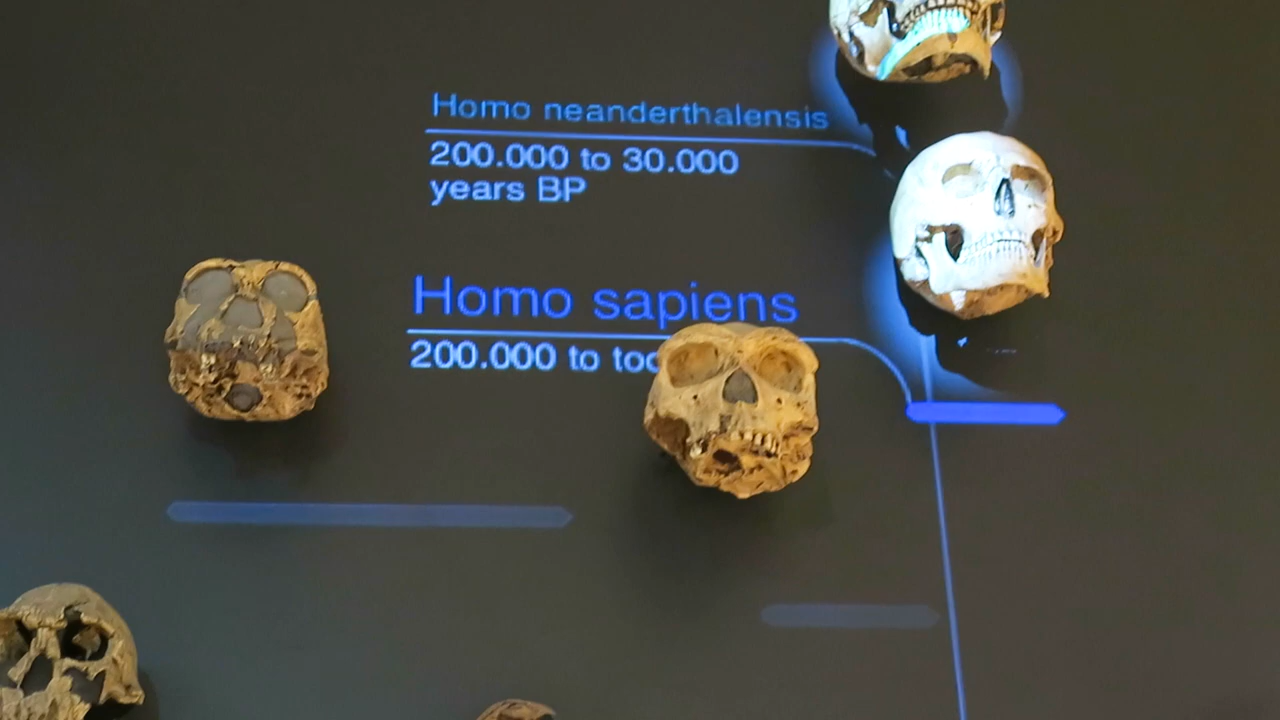 Homo neanderthalensis
200.000 to 30.000
years BP
Homo sapiens
200.000 to